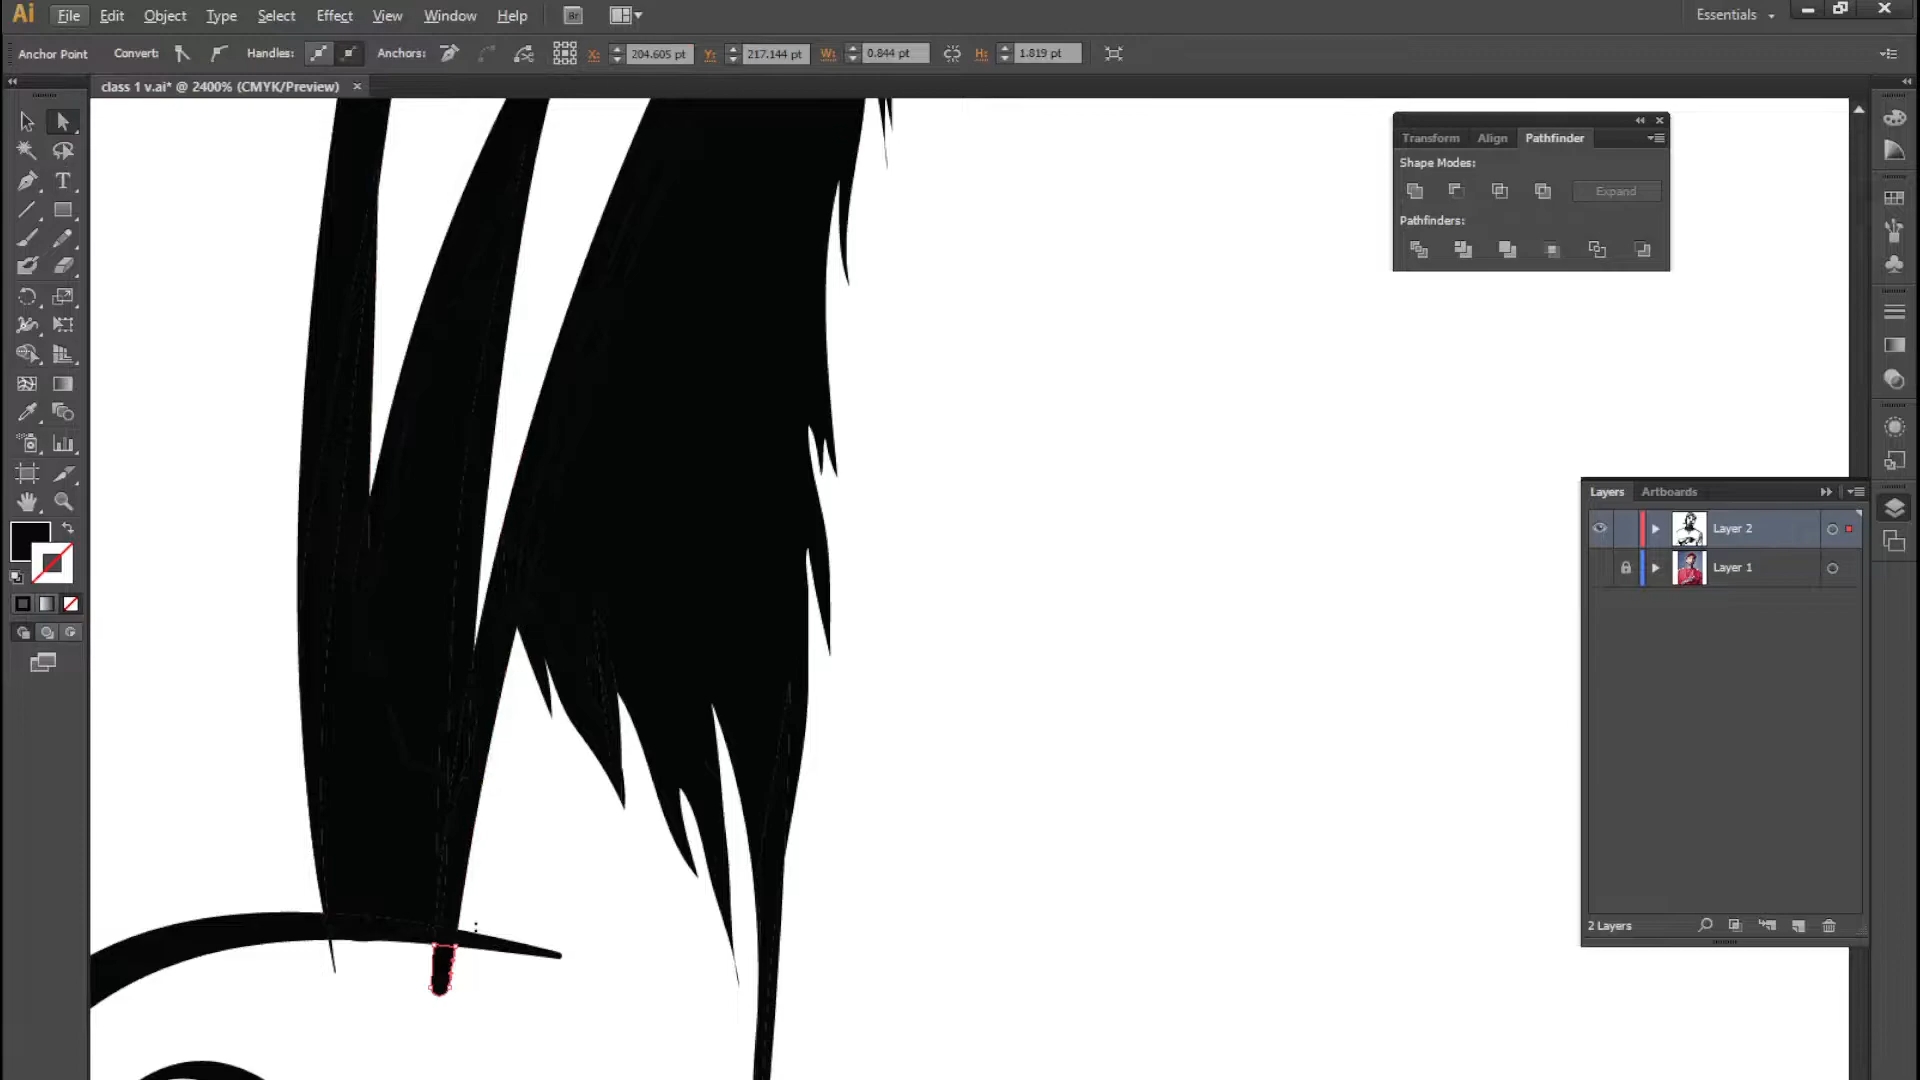 Ai File Edit Object Type Select Effect View Window Help Br Essentials
Anchor Point Convert: Handles: Anchors: X: 204.605 pt Y: 217.144 pt W: 0.844 pt H: 1.819 pt
class 1 v.ai* @ 2400% (CMYK/Preview)
Transform Align Pathfinder
Shape Modes:
Expand
Pathfinders:
T
Layers Artboards
Layer 2
Layer 1
2 Layers